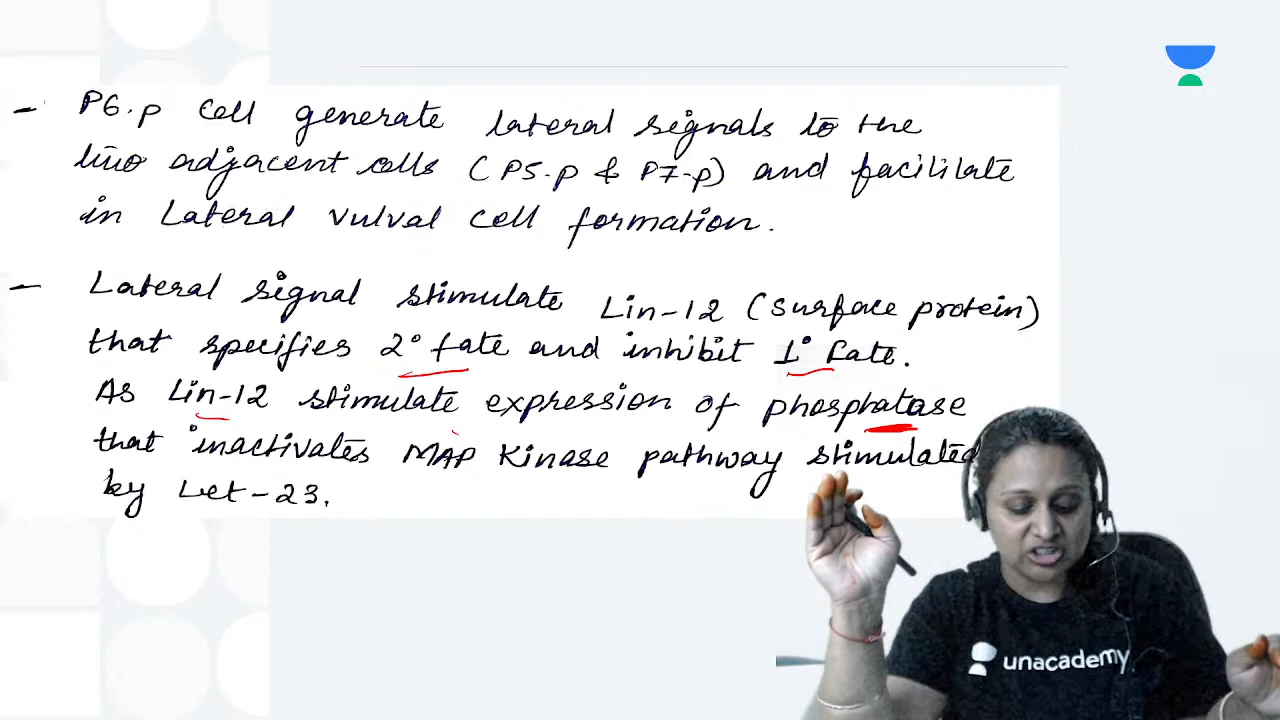 - P6.p Cell generate lateral signals to the
two adjacent cells (P5.p & P7.p) and facilitate
in Lateral vulval cell formation.
- Lateral signal stimulate Lin-12 (surface protein)
that specifies 2° fate and inhibit 1° fate.
As Lin-12 stimulate expression of phosphatase
that inactivates MAP Kinase pathway stimulated
by Let-23.
unacademy